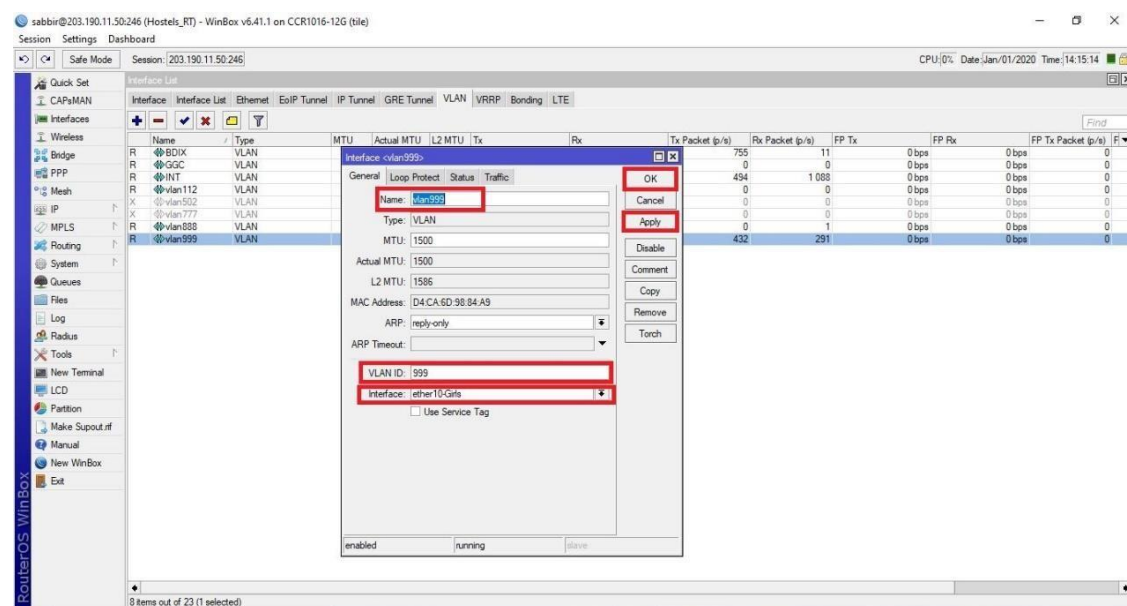 sabbir@203.190.11.50:246 (Hostels_RT) - WinBox v6.41.1 on CCR1016-12G (tile)
Session Settings Dashboard
Safe Mode Session: 203.190.11.50:246 CPU: 0% Date: Jan/01/2020 Time: 14:15:14
Quick Set
CAPsMAN
Interfaces
Wireless
Bridge
PPP
Mesh
IP
MPLS
Routing
System
Queues
Files
Log
Radius
Tools
New Terminal
LCD
Partition
Make Supout.rif
Manual
New WinBox
Exit
RouterOS WinBox
Interface List
Interface Interface List Ethernet EoIP Tunnel IP Tunnel GRE Tunnel VLAN VRRP Bonding LTE
Find
Name Type MTU Actual MTU L2 MTU Tx Rx Tx Packet (p/s) Rx Packet (p/s) FP Tx FP Rx FP Tx Packet (p/s) F
R BDIX VLAN 755 11 0 bps 0 bps 0
R GGC VLAN 0 0 0 bps 0 bps 0
R INT VLAN 494 1 088 0 bps 0 bps 0
R vlan112 VLAN 0 0 0 bps 0 bps 0
X vlan502 VLAN 0 0 0 bps 0 bps 0
X vlan777 VLAN 0 0 0 bps 0 bps 0
R vlan888 VLAN 0 1 0 bps 0 bps 0
R vlan999 VLAN 432 291 0 bps 0 bps 0
Interface <vlan999>
General Loop Protect Status Traffic
Name: vlan999
Type: VLAN
MTU: 1500
Actual MTU: 1500
L2 MTU: 1586
MAC Address: D4:CA:6D:98:84:A9
ARP: reply-only
ARP Timeout:
VLAN ID: 999
Interface: ether10-Girls
Use Service Tag
OK
Cancel
Apply
Disable
Comment
Copy
Remove
Torch
enabled running slave
8 items out of 23 (1 selected)